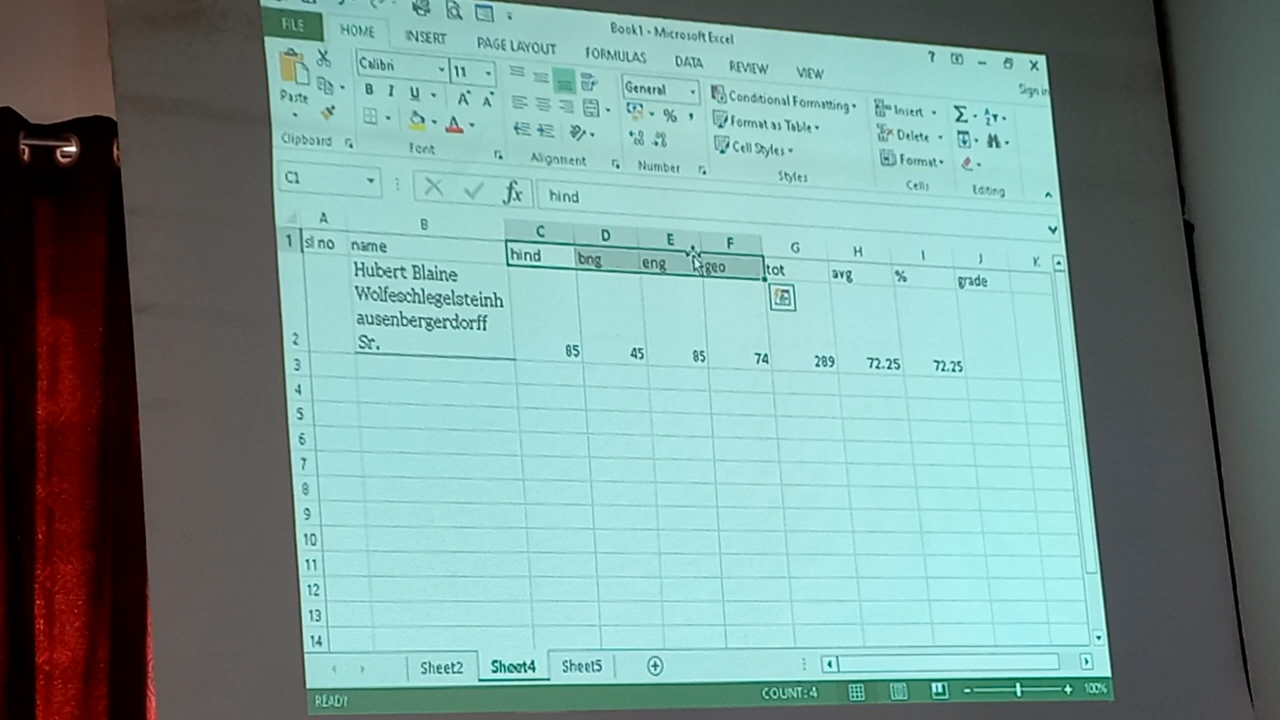 Book1 - Microsoft Excel
FILE HOME INSERT PAGE LAYOUT FORMULAS DATA REVIEW VIEW
Sign in
Paste
Calibri 11
B I U A A
General
% ,
Conditional Formatting
Format as Table
Cell Styles
Insert
Delete
Format
Clipboard Font Alignment Number Styles Cells Editing
C1 fx hind
A B C D E F G H I J K
1 sl no name hind bng eng geo tot avg % grade
Hubert Blaine
Wolfeschlegelsteinh
ausenbergerdorff
2 Sr. 85 45 85 74 289 72.25 72.25
3
4
5
6
7
8
9
10
11
12
13
14
Sheet2 Sheet4 Sheet5
READY COUNT: 4 100%